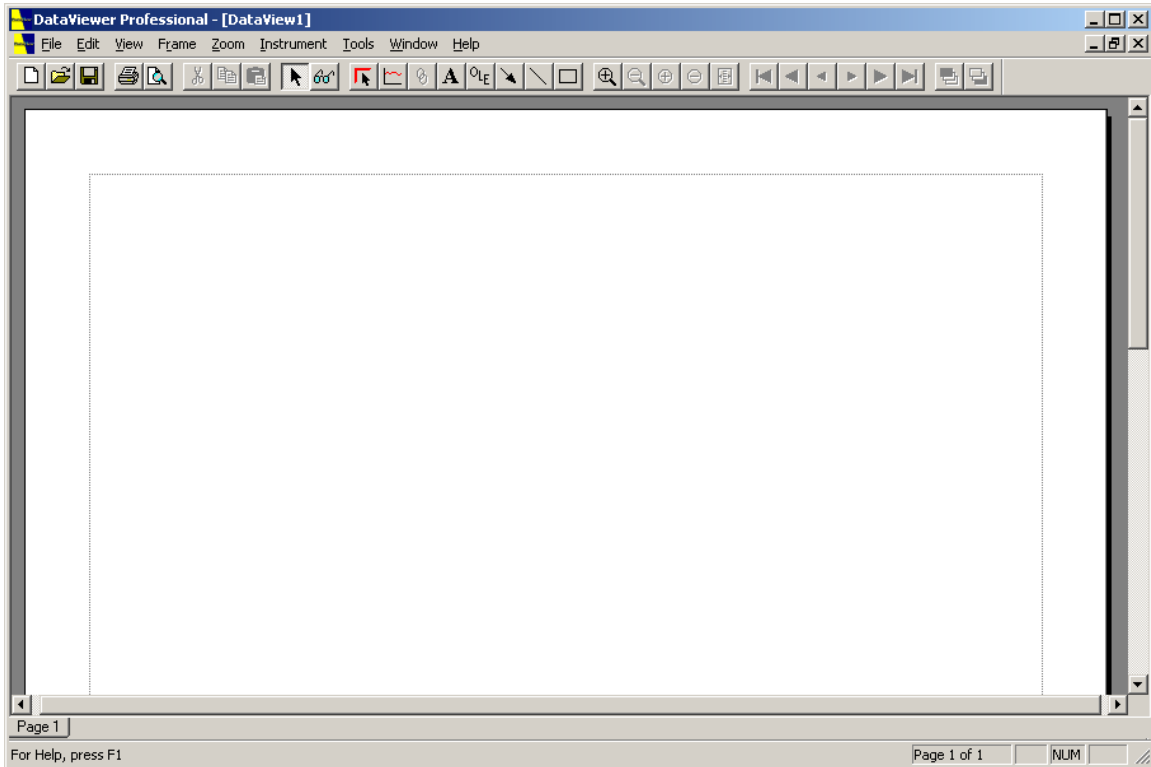 DataViewer Professional - [DataView1]
File Edit View Frame Zoom Instrument Tools Window Help
A OLE
Page 1
For Help, press F1 Page 1 of 1 NUM